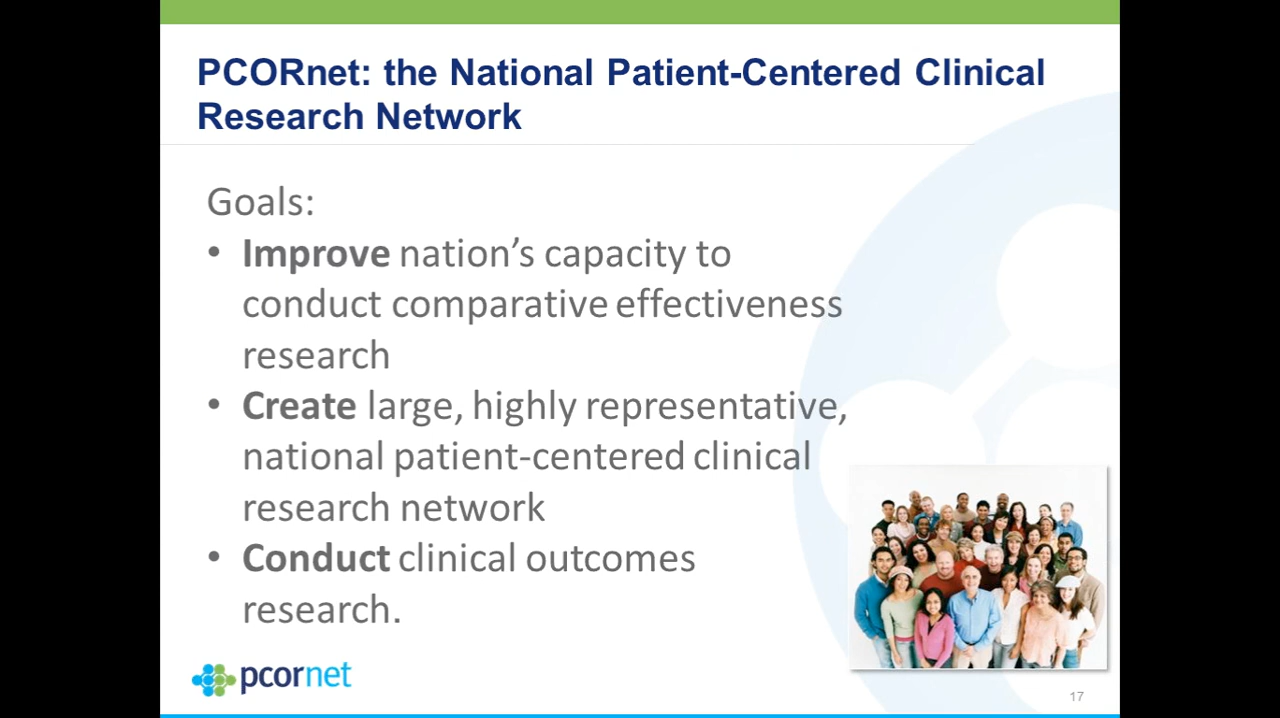 PCORnet: the National Patient-Centered Clinical
Research Network
Goals:
• Improve nation’s capacity to
conduct comparative effectiveness
research
• Create large, highly representative,
national patient-centered clinical
research network
• Conduct clinical outcomes
research.
pcornet
17